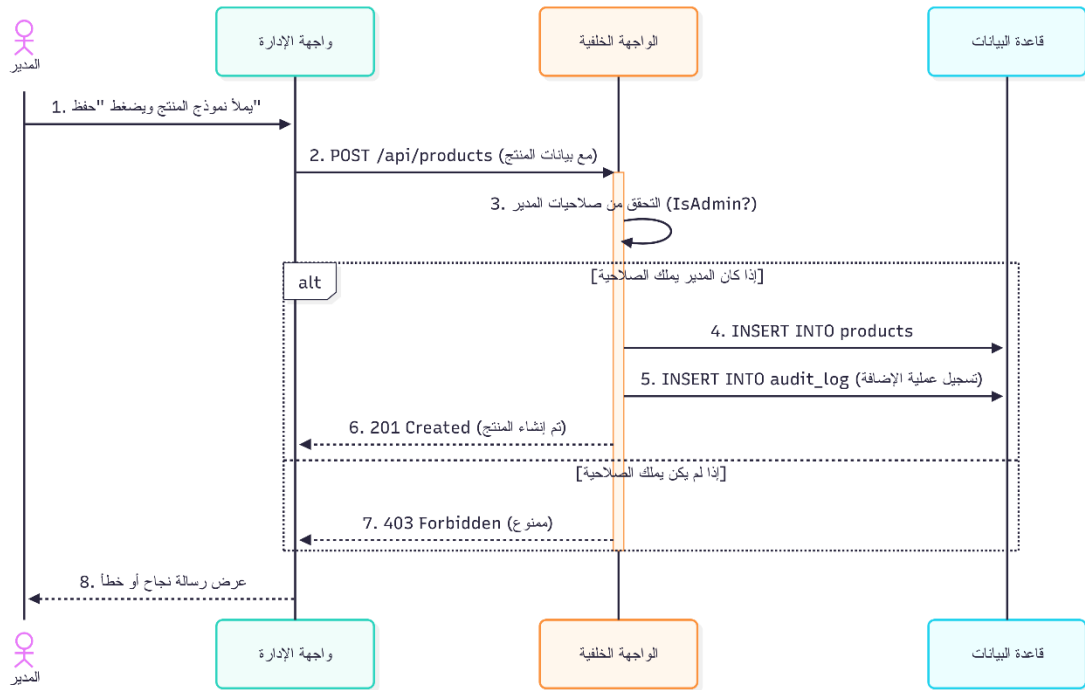 المدير
واجهة الإدارة
الواجهة الخلفية
قاعدة البيانات
1. يملأ نموذج المنتج ويضغط "حفظ"
2. POST /api/products (مع بيانات المنتج)
3. التحقق من صلاحيات المدير (IsAdmin?)
alt
[إذا كان المدير يملك الصلاحية]
4. INSERT INTO products
5. INSERT INTO audit_log (تسجيل عملية الإضافة)
6. 201 Created (تم إنشاء المنتج)
[إذا لم يكن يملك الصلاحية]
7. 403 Forbidden (ممنوع)
8. عرض رسالة نجاح أو خطأ
المدير
واجهة الإدارة
الواجهة الخلفية
قاعدة البيانات